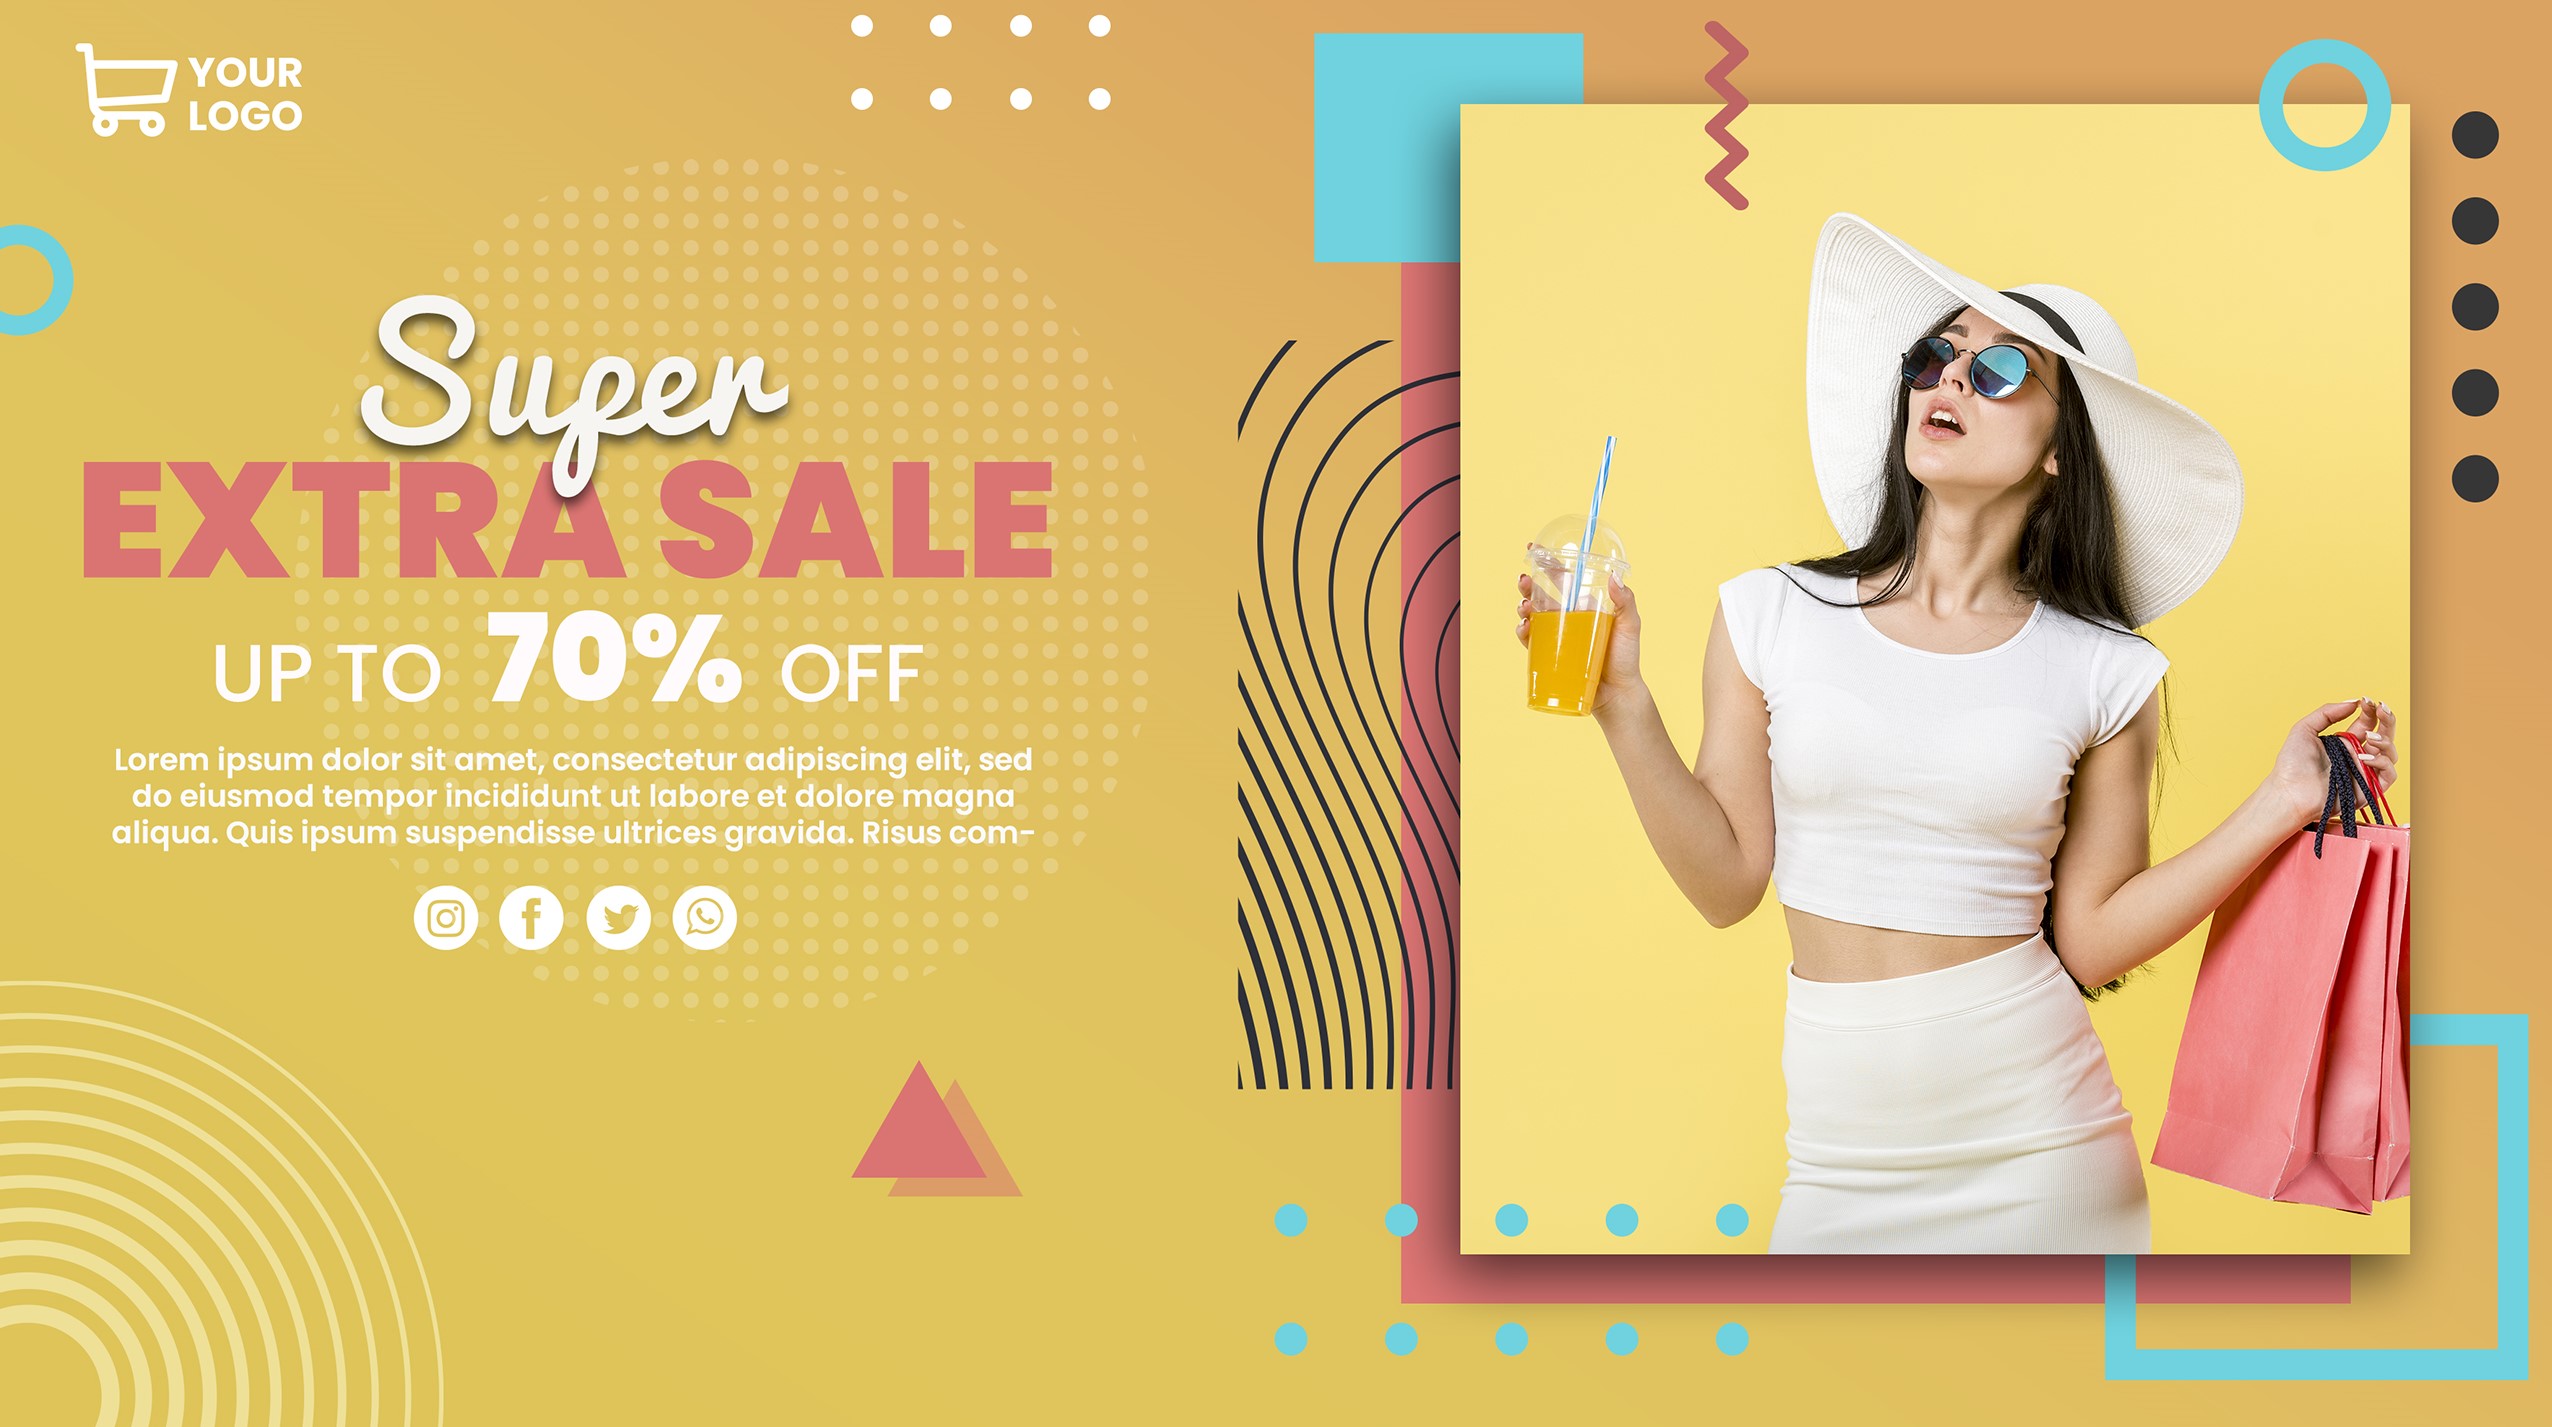 YOUR
LOGO
Super
EXTRA SALE
UP TO 70% OFF
Lorem ipsum dolor sit amet, consectetur adipiscing elit, sed
do eiusmod tempor incididunt ut labore et dolore magna
aliqua. Quis ipsum suspendisse ultrices gravida. Risus com-